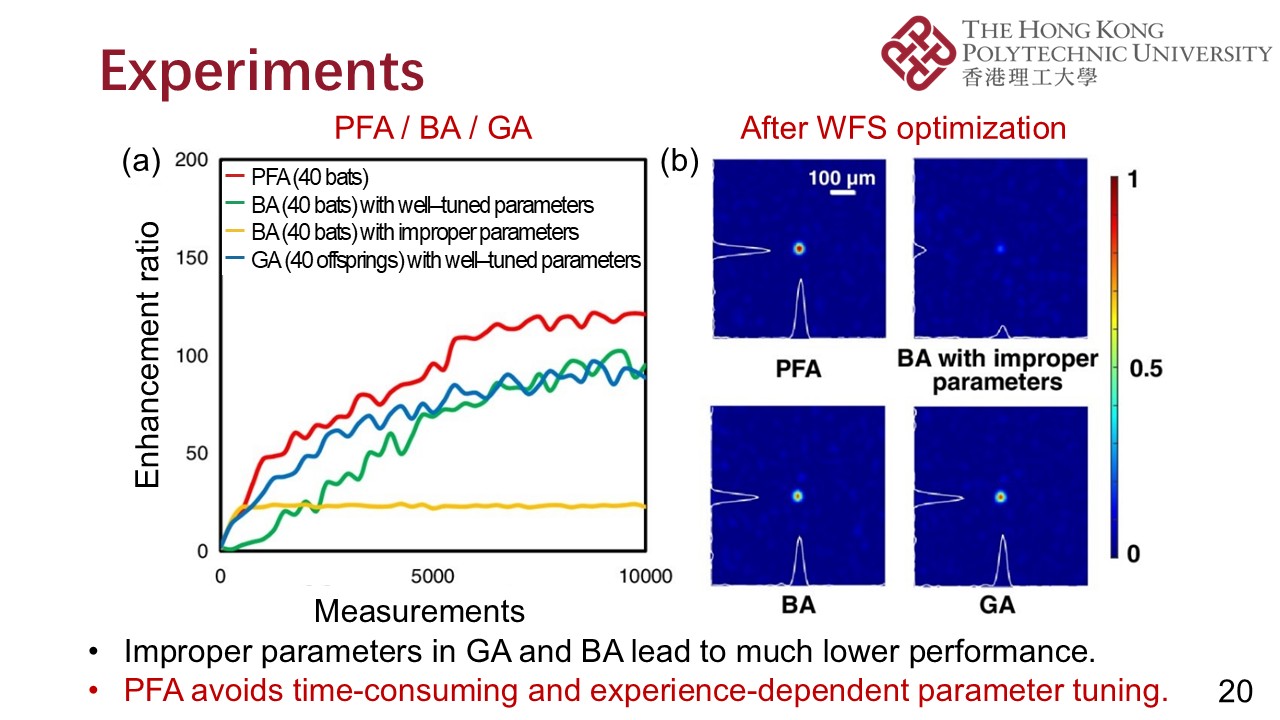 THE HONG KONG
POLYTECHNIC UNIVERSITY
香港理工大學
Experiments
PFA / BA / GA
After WFS optimization
(a)
200
150
100
50
0
Enhancement ratio
PFA (40 bats)
BA (40 bats) with well–tuned parameters
BA (40 bats) with improper parameters
GA (40 offsprings) with well–tuned parameters
0
5000
10000
Measurements
(b)
100 μm
PFA
BA with improper
parameters
BA
GA
1
0.5
0
• Improper parameters in GA and BA lead to much lower performance.
• PFA avoids time-consuming and experience-dependent parameter tuning.
20